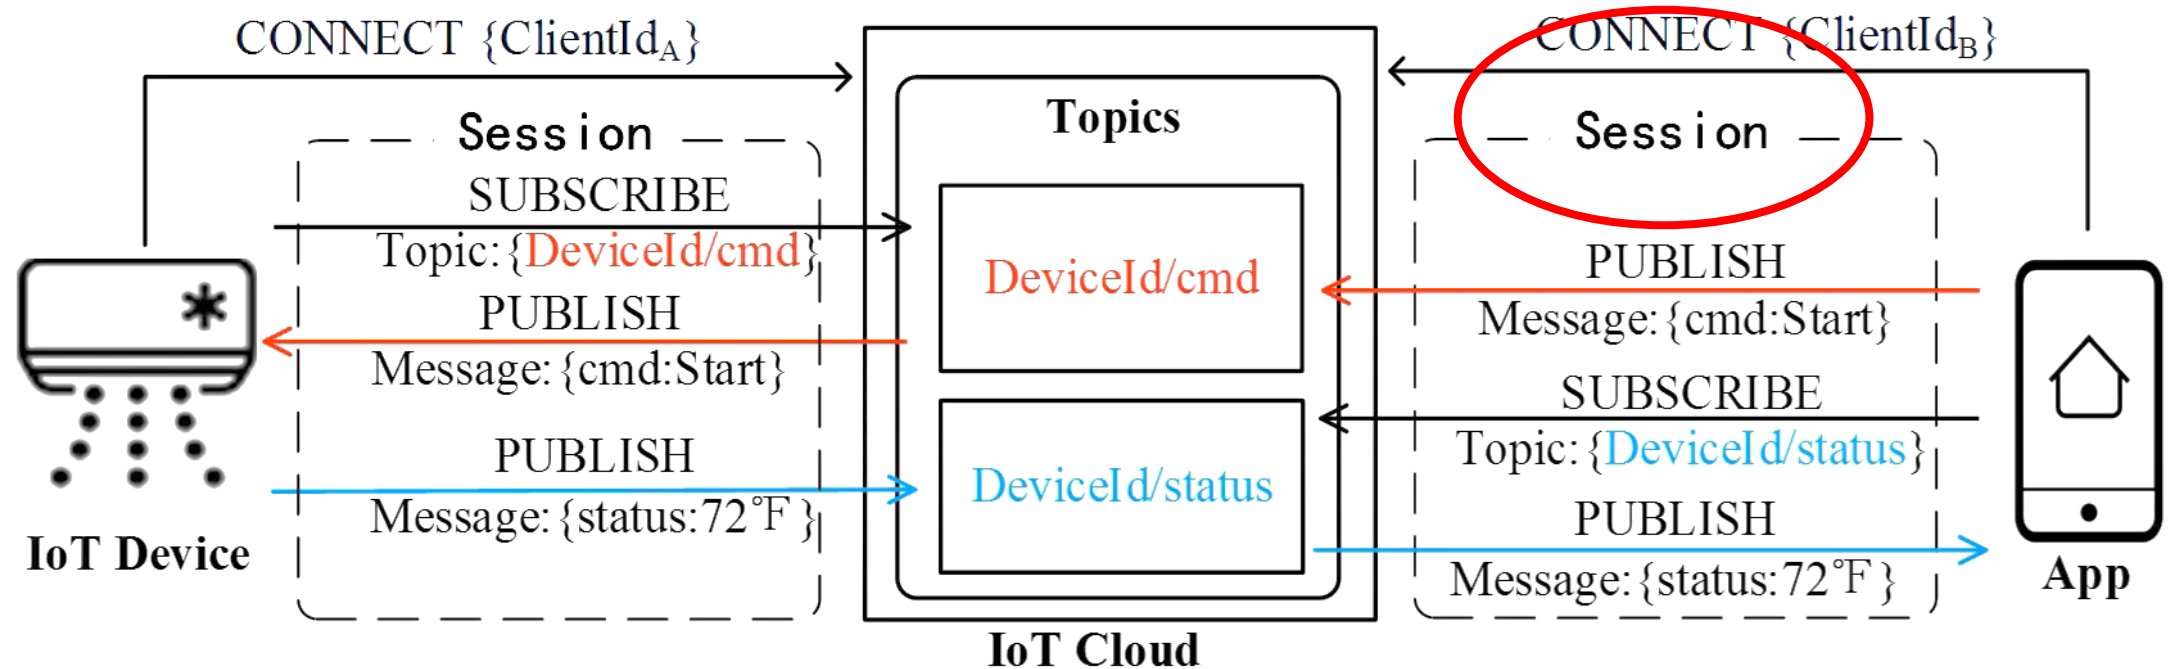 CONNECT {ClientIdA}
Session
SUBSCRIBE
Topic:{DeviceId/cmd}
PUBLISH
Message:{cmd:Start}
PUBLISH
Message:{status:72℉}
IoT Device
Topics
DeviceId/cmd
DeviceId/status
IoT Cloud
CONNECT {ClientIdB}
Session
PUBLISH
Message:{cmd:Start}
SUBSCRIBE
Topic:{DeviceId/status}
PUBLISH
Message:{status:72℉}
App